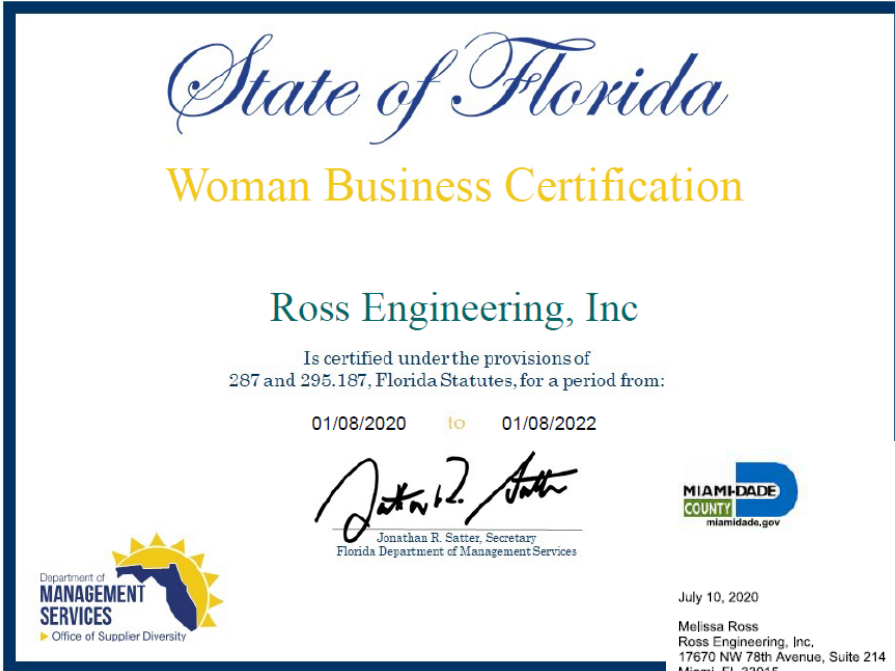 State of Florida
Woman Business Certification
Ross Engineering, Inc
Is certified under the provisions of
287 and 295.187, Florida Statutes, for a period from:
01/08/2020 to 01/08/2022
Jonathan R. Satter, Secretary
Florida Department of Management Services
Department of
MANAGEMENT
SERVICES
Office of Supplier Diversity
MIAMI-DADE
COUNTY
miamidade.gov
July 10, 2020
Melissa Ross
Ross Engineering, Inc,
17670 NW 78th Avenue, Suite 214
Miami, FL 33015